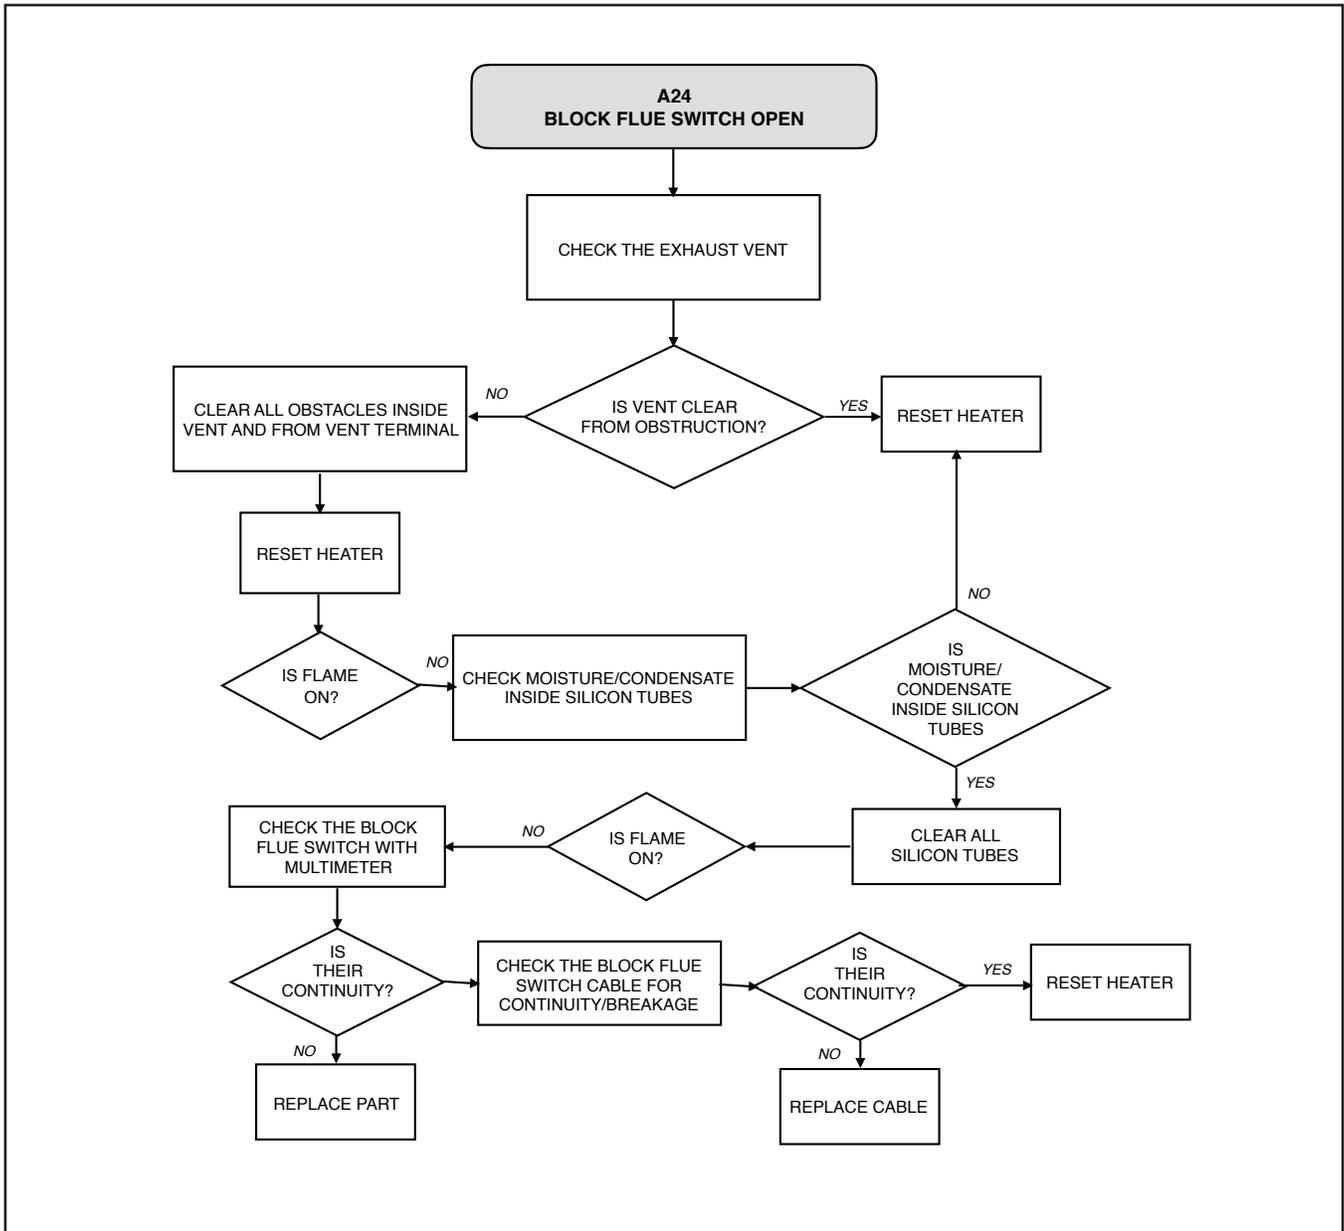 A24
BLOCK FLUE SWITCH OPEN
CHECK THE EXHAUST VENT
IS VENT CLEAR
FROM OBSTRUCTION?
NO
YES
CLEAR ALL OBSTACLES INSIDE
VENT AND FROM VENT TERMINAL
RESET HEATER
RESET HEATER
IS FLAME
ON?
NO
CHECK MOISTURE/CONDENSATE
INSIDE SILICON TUBES
NO
IS
MOISTURE/
CONDENSATE
INSIDE SILICON
TUBES
YES
CLEAR ALL
SILICON TUBES
IS FLAME
ON?
NO
CHECK THE BLOCK
FLUE SWITCH WITH
MULTIMETER
IS
THEIR
CONTINUITY?
CHECK THE BLOCK FLUE
SWITCH CABLE FOR
CONTINUITY/BREAKAGE
IS
THEIR
CONTINUITY?
YES
RESET HEATER
NO
REPLACE PART
NO
REPLACE CABLE